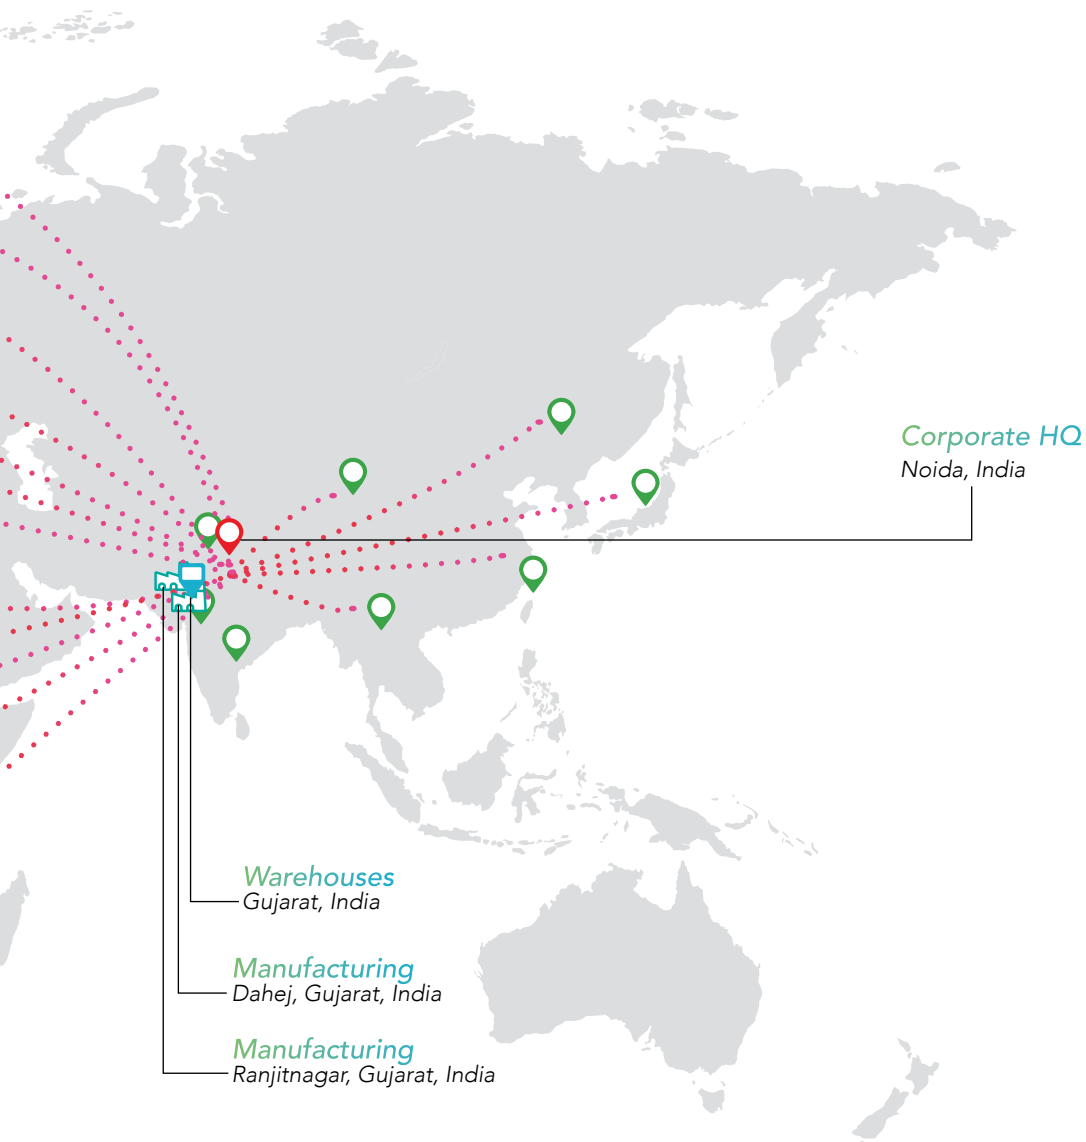 Corporate HQ
Noida, India
Warehouses
Gujarat, India
Manufacturing
Dahej, Gujarat, India
Manufacturing
Ranjitnagar, Gujarat, India